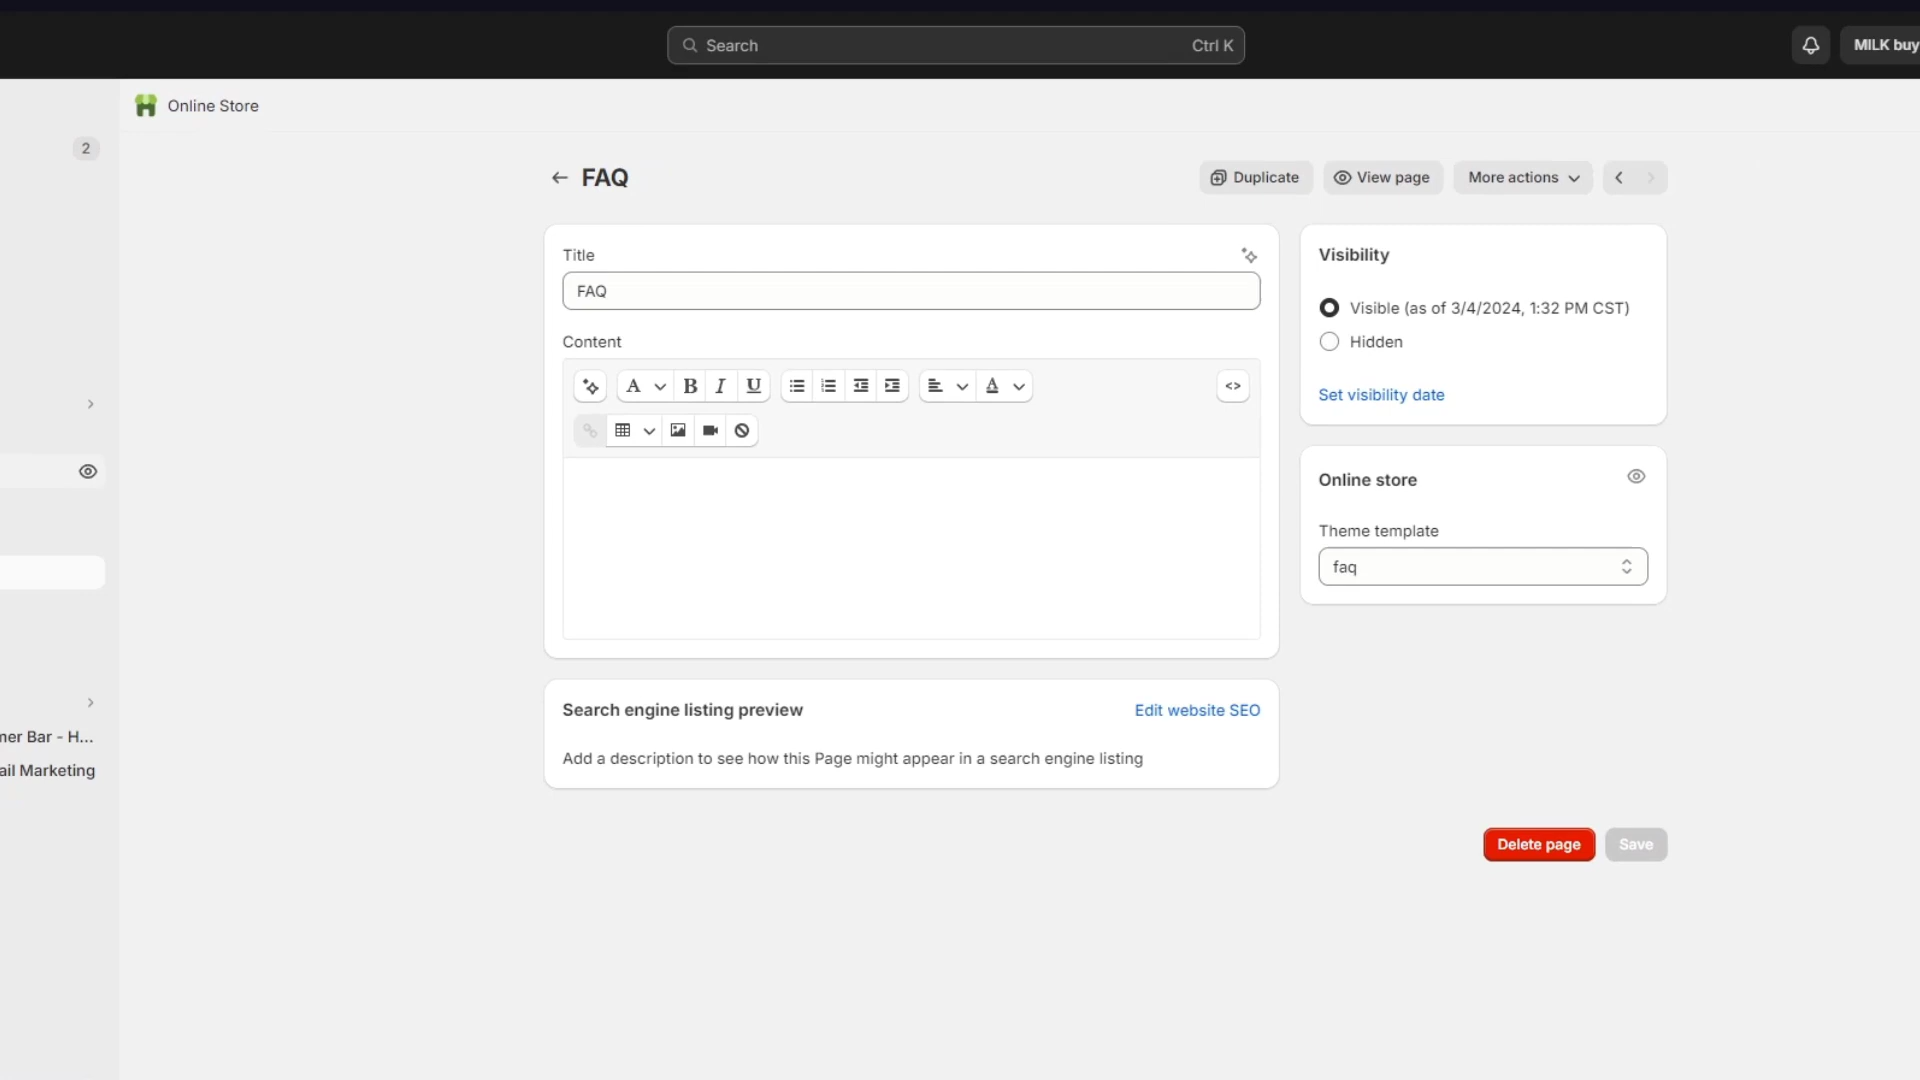 Search
Ctrl K
MILK buy
Online Store
2
FAQ
Duplicate
View page
More actions
Title
FAQ
Content
A
B
I
U
A
<>
Visibility
Visible (as of 3/4/2024, 1:32 PM CST)
Hidden
Set visibility date
Online store
Theme template
faq
Search engine listing preview
Edit website SEO
Add a description to see how this Page might appear in a search engine listing
ner Bar - H...
ail Marketing
Delete page
Save